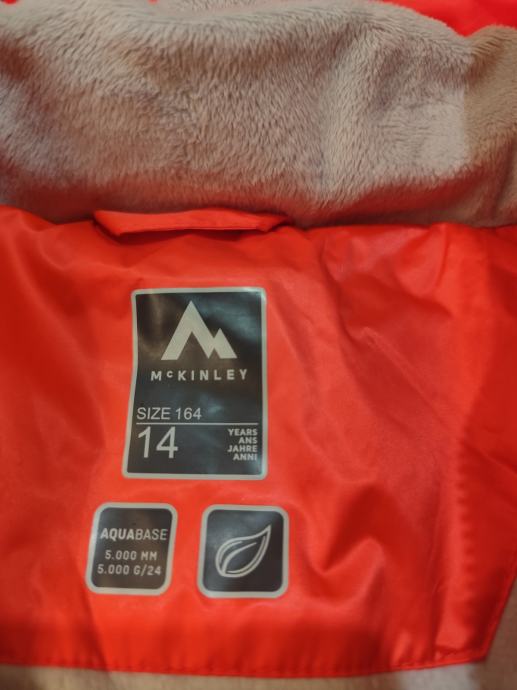 McKINLEY
SIZE 164
14
YEARS
ANS
JAHRE
ANNI
AQUABASE
5.000 MM
5.000 G/24